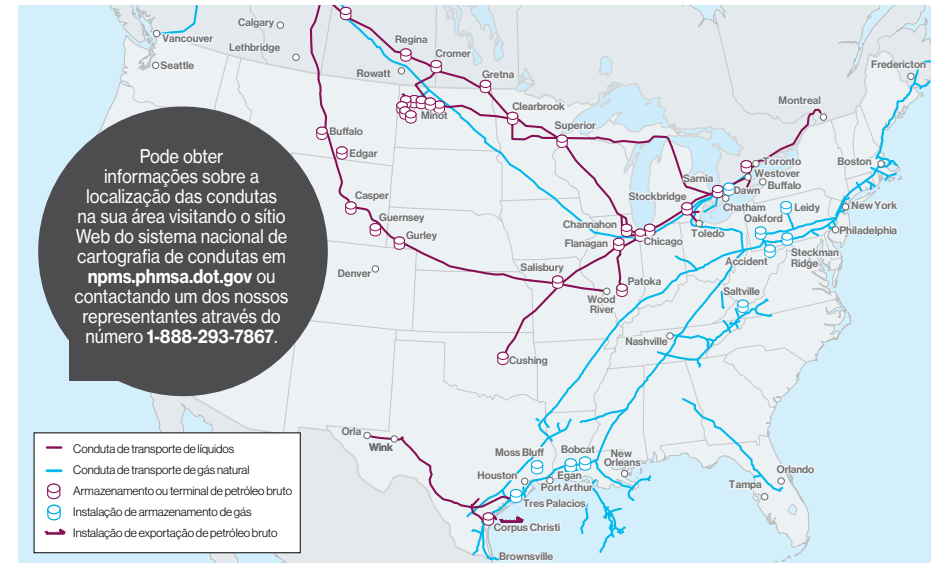 Calgary
Vancouver
Lethbridge
Seattle
Regina
Cromer
Rowatt
Gretna
Minot
Clearbrook
Superior
Fredericton
Montreal
Buffalo
Edgar
Casper
Guernsey
Gurley
Denver
Pode obter
informações sobre a
localização das condutas
na sua área visitando o sítio
Web do sistema nacional de
cartografia de condutas em
npms.phmsa.dot.gov ou
contactando um dos nossos
representantes através do
número 1-888-293-7867.
Toronto
Westover
Buffalo
Boston
Sarnia
Dawn
Stockbridge
Chatham
Leidy
New York
Oakford
Channahon
Toledo
Philadelphia
Flanagan
Chicago
Accident
Steckman
Ridge
Salisbury
Patoka
Wood
River
Saltville
Nashville
Cushing
Orla
Wink
Moss Bluff
Bobcat
New
Orleans
Houston
Egan
Port Arthur
Tres Palacios
Orlando
Tampa
Corpus Christi
Brownsville
Conduta de transporte de líquidos
Conduta de transporte de gás natural
Armazenamento ou terminal de petróleo bruto
Instalação de armazenamento de gás
Instalação de exportação de petróleo bruto